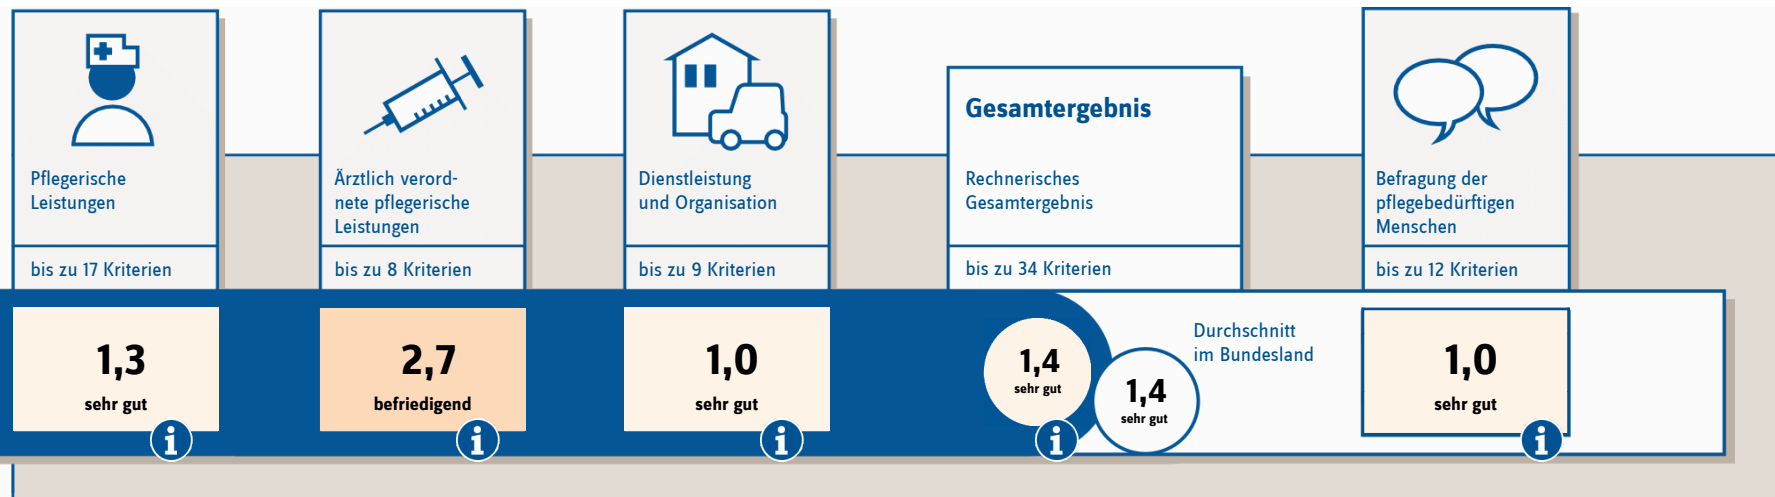 Pflegerische
Leistungen
bis zu 17 Kriterien
1,3
sehr gut
i
Ärztlich verord-
nete pflegerische
Leistungen
bis zu 8 Kriterien
2,7
befriedigend
i
Dienstleistung
und Organisation
bis zu 9 Kriterien
1,0
sehr gut
i
Gesamtergebnis
Rechnerisches
Gesamtergebnis
bis zu 34 Kriterien
1,4
sehr gut
i
Durchschnitt
im Bundesland
1,4
sehr gut
Befragung der
pflegebedürftigen
Menschen
bis zu 12 Kriterien
1,0
sehr gut
i